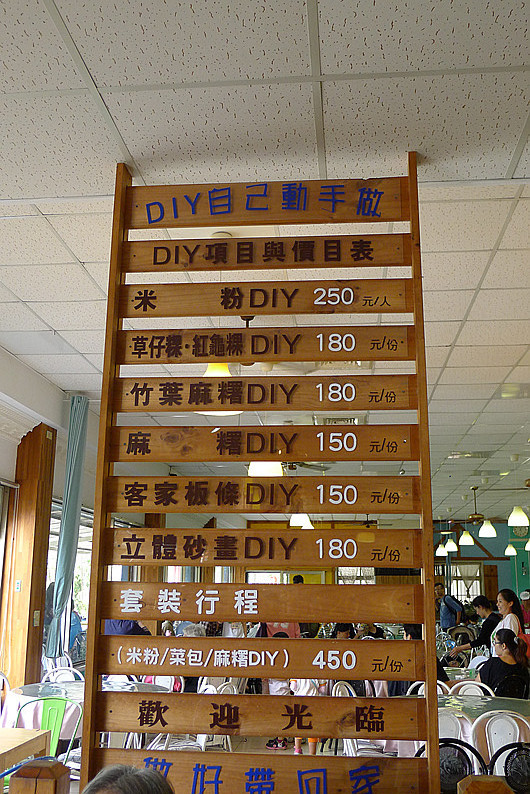 DIY自己動手做
DIY項目與價目表
米粉DIY 250 元/人
草仔粿·紅龜粿DIY 180 元/份
竹葉麻糬DIY 180 元/份
麻糬DIY 150 元/份
客家板條DIY 150 元/份
立體砂畫DIY 180 元/份
套裝行程
(米粉/菜包/麻糬DIY) 450 元/份
歡迎光臨
做好帶回家